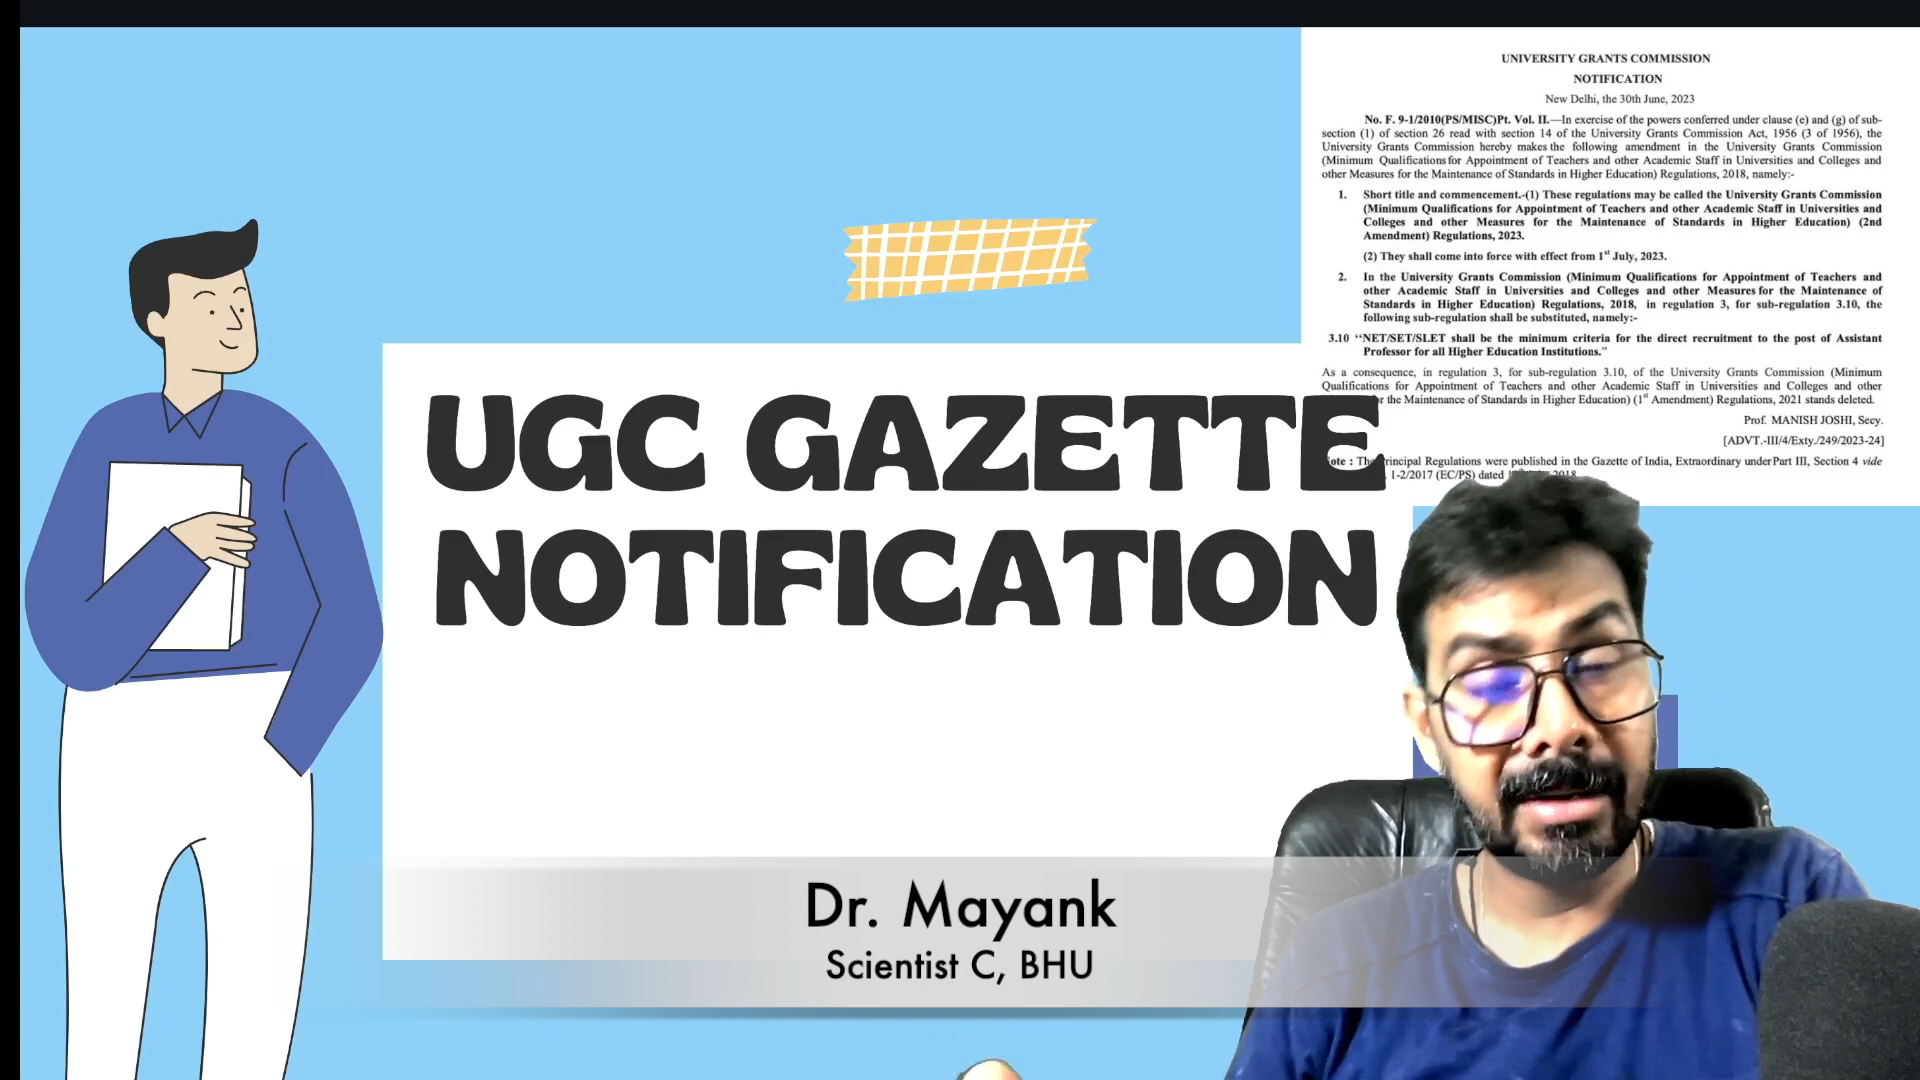 UNIVERSITY GRANTS COMMISSION
NOTIFICATION
New Delhi, the 30th June, 2023
No. F. 9-1/2010(PS/MISC)Pt. Vol. II.—In exercise of the powers conferred under clause (e) and (g) of sub-
section (1) of section 26 read with section 14 of the University Grants Commission Act, 1956 (3 of 1956), the
University Grants Commission hereby makes the following amendment in the University Grants Commission
(Minimum Qualifications for Appointment of Teachers and other Academic Staff in Universities and Colleges and
other Measures for the Maintenance of Standards in Higher Education) Regulations, 2018, namely:-
1. Short title and commencement.-(1) These regulations may be called the University Grants Commission
(Minimum Qualifications for Appointment of Teachers and other Academic Staff in Universities and
Colleges and other Measures for the Maintenance of Standards in Higher Education) (2nd
Amendment) Regulations, 2023.
(2) They shall come into force with effect from 1st July, 2023.
2. In the University Grants Commission (Minimum Qualifications for Appointment of Teachers and
other Academic Staff in Universities and Colleges and other Measures for the Maintenance of
Standards in Higher Education) Regulations, 2018, in regulation 3, for sub-regulation 3.10, the
following sub-regulation shall be substituted, namely:-
3.10 “NET/SET/SLET shall be the minimum criteria for the direct recruitment to the post of Assistant
Professor for all Higher Education Institutions.”
As a consequence, in regulation 3, for sub-regulation 3.10, of the University Grants Commission (Minimum
Qualifications for Appointment of Teachers and other Academic Staff in Universities and Colleges and other
the Maintenance of Standards in Higher Education) (1st Amendment) Regulations, 2021 stands deleted.
Prof. MANISH JOSHI, Secy.
[ADVT.-III/4/Exty./249/2023-24]
Regulations were published in the Gazette of India, Extraordinary under Part III, Section 4 vide
1-2/2017 (EC/PS) dated
UGC GAZETTE
NOTIFICATION
Dr. Mayank
Scientist C, BHU